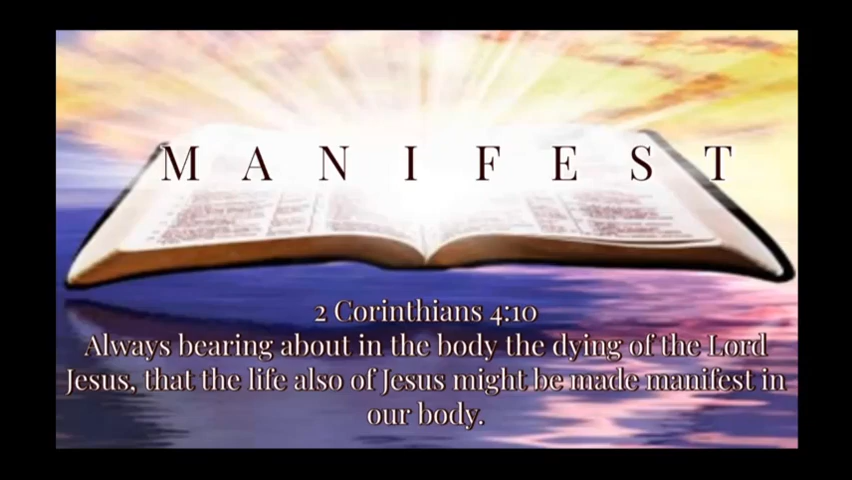 MANIFEST
2 Corinthians 4:10
Always bearing about in the body the dying of the Lord
Jesus, that the life also of Jesus might be made manifest in
our body.